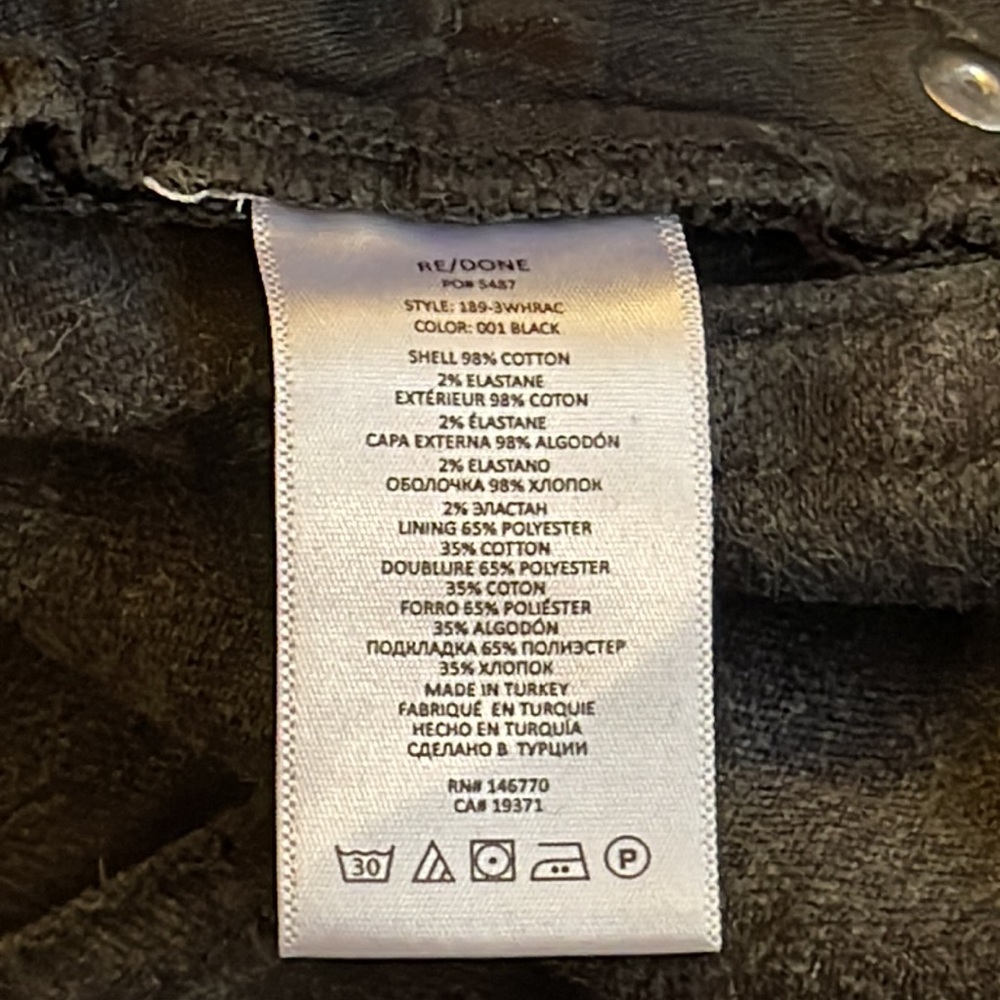 RE/DONE
PO# 5487
STYLE: 189-3WHRAC
COLOR: 001 BLACK
SHELL 98% COTTON
2% ELASTANE
EXTÉRIEUR 98% COTON
2% ÉLASTANE
CAPA EXTERNA 98% ALGODÓN
2% ELASTANO
ОБОЛОЧКА 98% ХЛОПОК
2% ЭЛАСТАН
LINING 65% POLYESTER
35% COTTON
DOUBLURE 65% POLYESTER
35% COTON
FORRO 65% POLIÉSTER
35% ALGODÓN
ПОДКЛАДКА 65% ПОЛИЭСТЕР
35% ХЛОПОК
MADE IN TURKEY
FABRIQUÉ EN TURQUIE
HECHO EN TURQUÍA
СДЕЛАНО В ТУРЦИИ
RN# 146770
CA# 19371
30 P